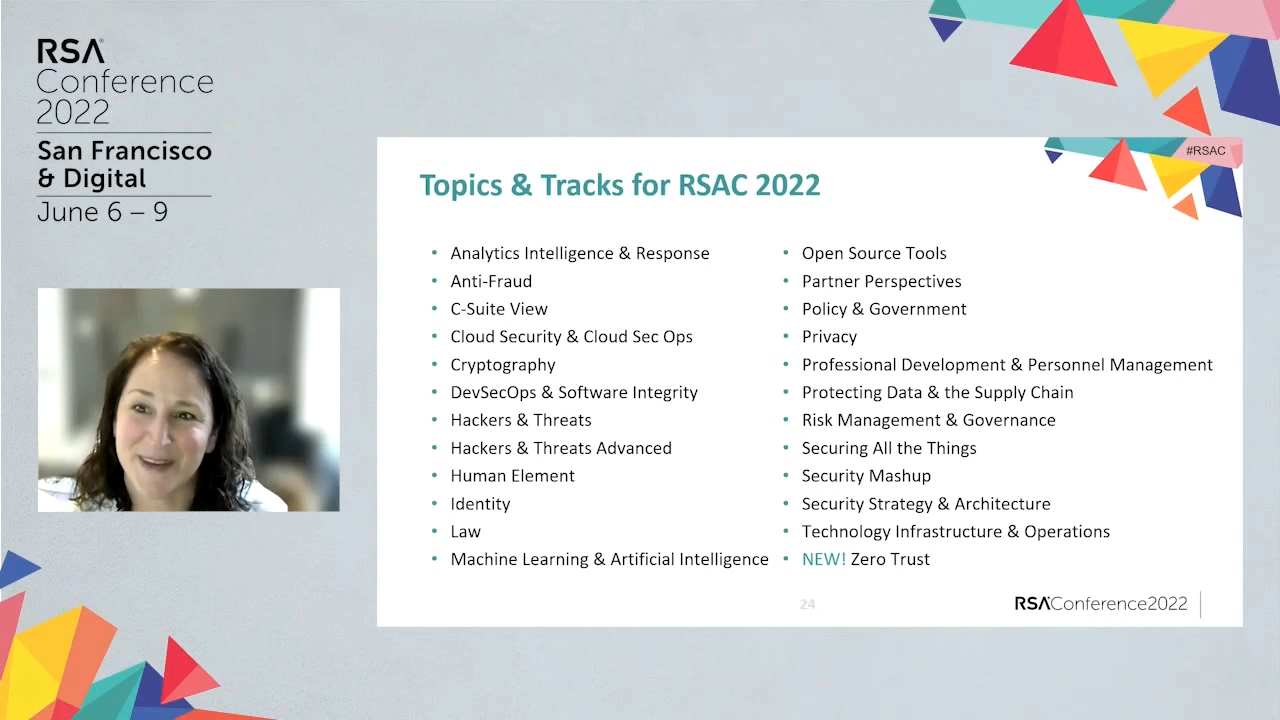 RSA
Conference
2022
San Francisco
& Digital
June 6 – 9
#RSAC
Topics & Tracks for RSAC 2022
• Analytics Intelligence & Response
• Anti-Fraud
• C-Suite View
• Cloud Security & Cloud Sec Ops
• Cryptography
• DevSecOps & Software Integrity
• Hackers & Threats
• Hackers & Threats Advanced
• Human Element
• Identity
• Law
• Machine Learning & Artificial Intelligence
• Open Source Tools
• Partner Perspectives
• Policy & Government
• Privacy
• Professional Development & Personnel Management
• Protecting Data & the Supply Chain
• Risk Management & Governance
• Securing All the Things
• Security Mashup
• Security Strategy & Architecture
• Technology Infrastructure & Operations
• NEW! Zero Trust
24
RSAConference2022